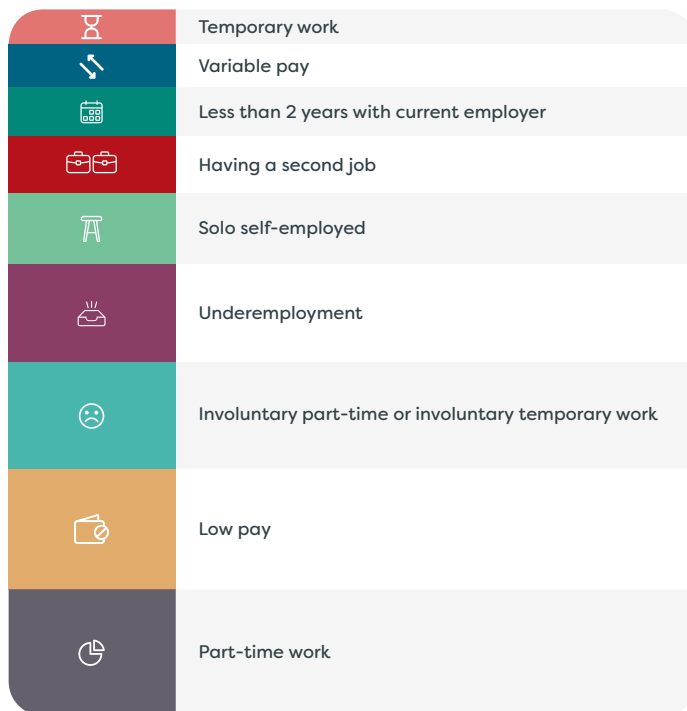 Temporary work
Variable pay
Less than 2 years with current employer
Having a second job
Solo self-employed
Underemployment
Involuntary part-time or involuntary temporary work
Low pay
Part-time work